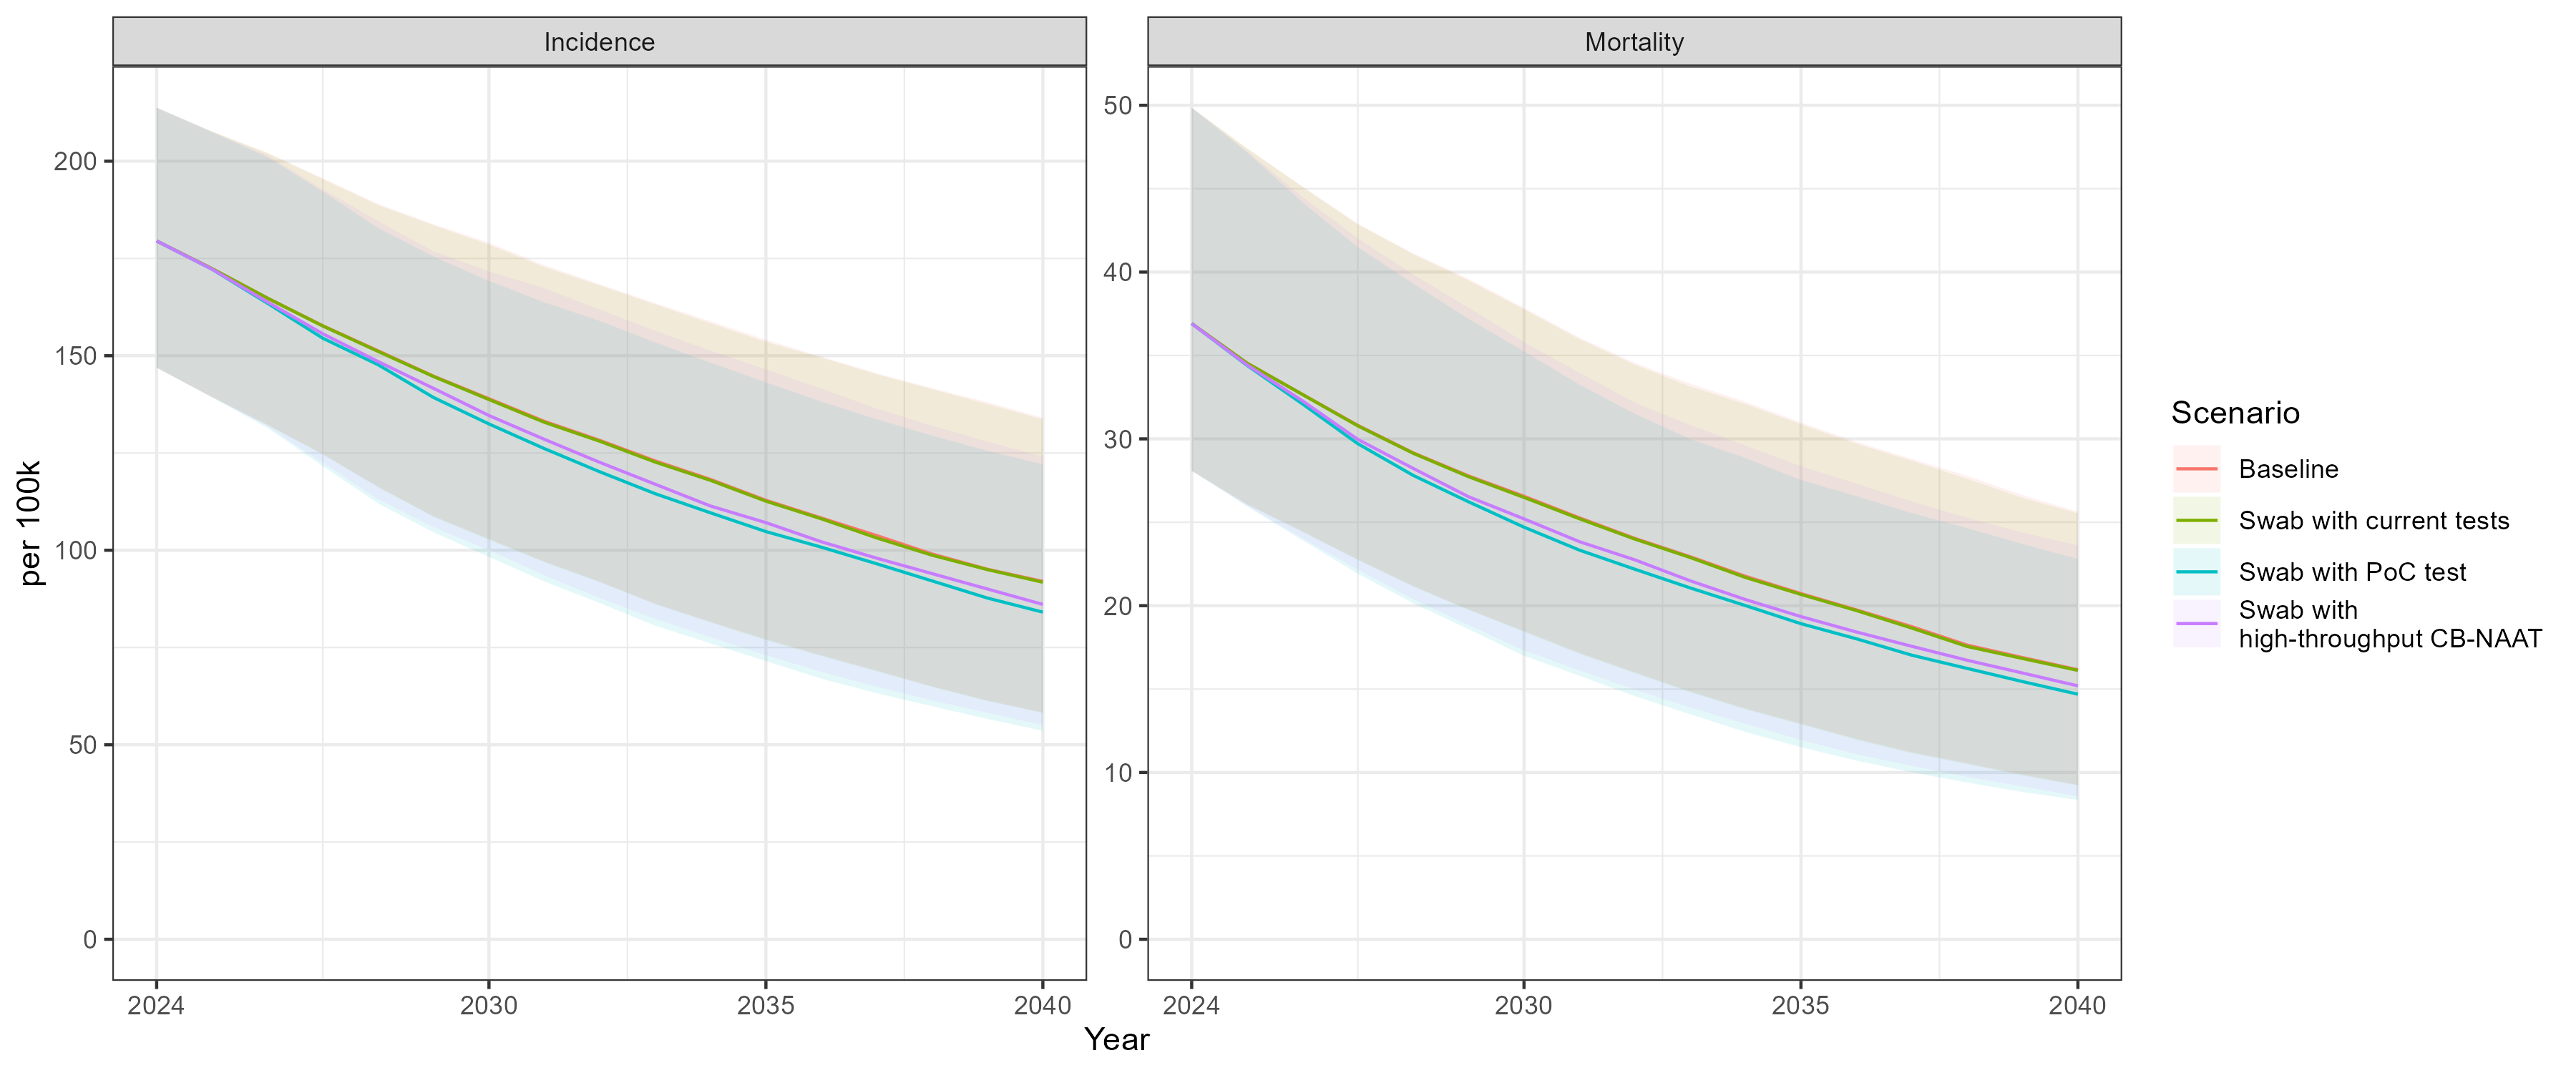 Incidence
Mortality
per 100k
200
150
100
50
0
50
40
30
20
10
0
2024
2030
2035
2040
2024
2030
2035
2040
Year
Scenario
Baseline
Swab with current tests
Swab with PoC test
Swab with
high-throughput CB-NAAT